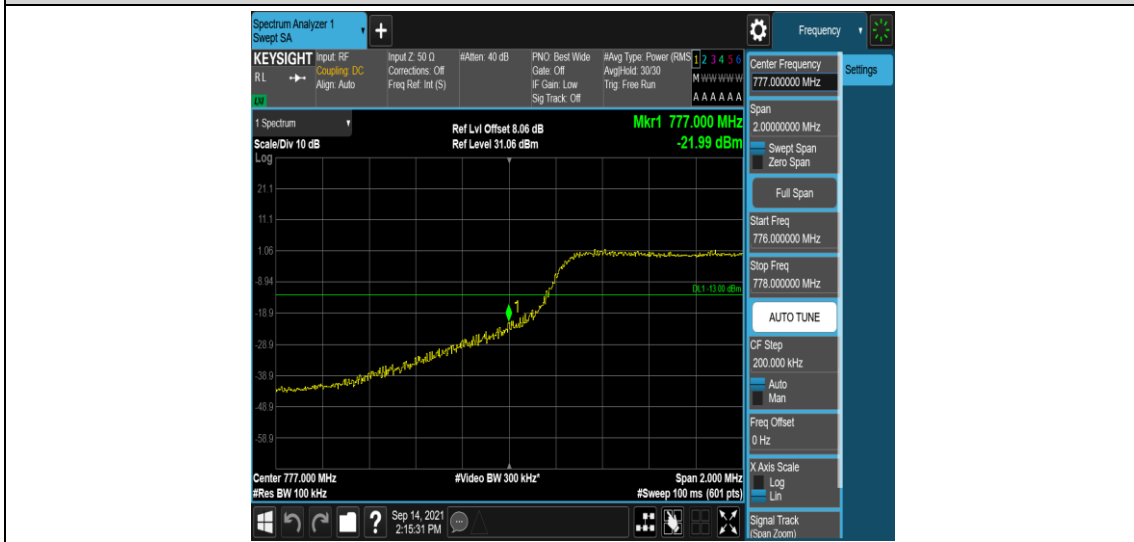 Spectrum Analyzer 1
Swept SA
+
Frequency
KEYSIGHT
RL
LXI
Input: RF
Coupling: DC
Align: Auto
Input Z: 50 Ω
Corrections: Off
Freq Ref: Int (S)
#Atten: 40 dB
PNO: Best Wide
Gate: Off
IF Gain: Low
Sig Track: Off
#Avg Type: Power (RMS
Avg|Hold: 30/30
Trig: Free Run
1 2 3 4 5 6
M W W W W W
A A A A A A
1 Spectrum
Scale/Div 10 dB
Ref Lvl Offset 8.06 dB
Ref Level 31.06 dBm
Mkr1 777.000 MHz
-21.99 dBm
Log
21.1
11.1
1.06
-8.94
-18.9
-28.9
-38.9
-48.9
-58.9
DL1 -13.00 dBm
1
Center 777.000 MHz
#Res BW 100 kHz
#Video BW 300 kHz*
Span 2.000 MHz
#Sweep 100 ms (601 pts)
Center Frequency
777.000000 MHz
Settings
Span
2.00000000 MHz
Swept Span
Zero Span
Full Span
Start Freq
776.000000 MHz
Stop Freq
778.000000 MHz
AUTO TUNE
CF Step
200.000 kHz
Auto
Man
Freq Offset
0 Hz
X Axis Scale
Log
Lin
Signal Track
(Span Zoom)
?
Sep 14, 2021
2:15:31 PM